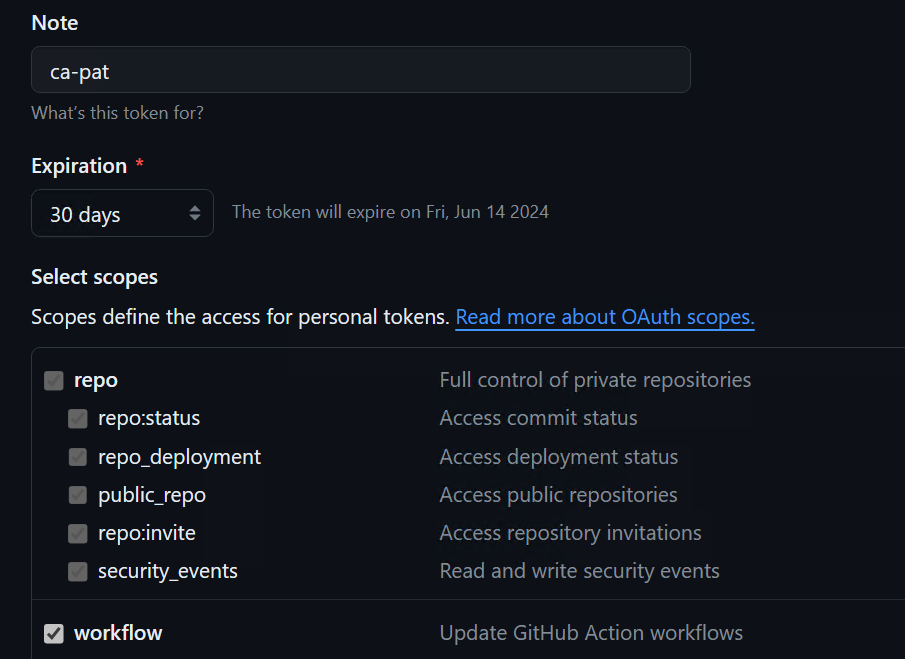 Note
ca-pat
What's this token for?
Expiration *
30 days The token will expire on Fri, Jun 14 2024
Select scopes
Scopes define the access for personal tokens. Read more about OAuth scopes.
repo Full control of private repositories
repo:status Access commit status
repo_deployment Access deployment status
public_repo Access public repositories
repo:invite Access repository invitations
security_events Read and write security events
workflow Update GitHub Action workflows